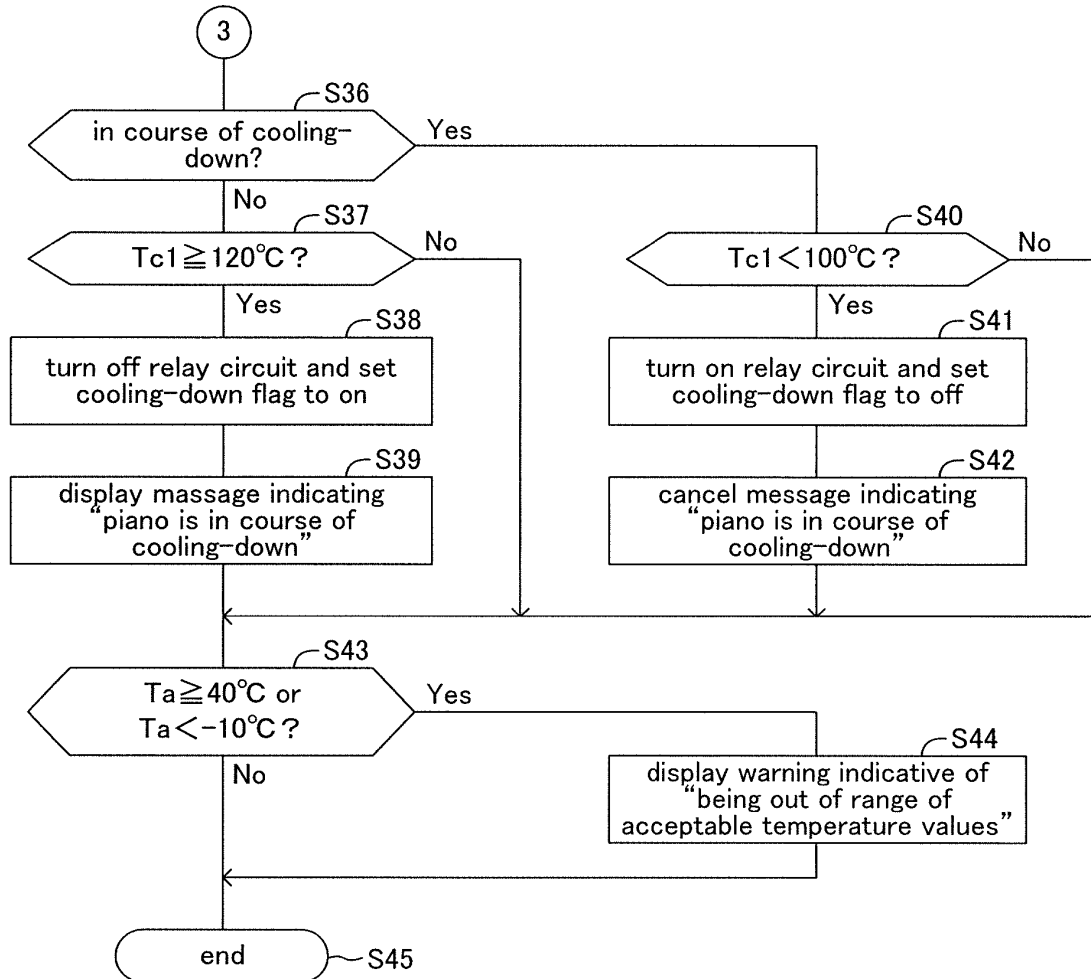 3
S36
in course of cooling-
down?
Yes
No
S37
Tc1≧120℃?
No
Yes
S40
Tc1<100℃?
No
Yes
S38
turn off relay circuit and set
cooling-down flag to on
S41
turn on relay circuit and set
cooling-down flag to off
S39
display massage indicating
“piano is in course of
cooling-down”
S42
cancel message indicating
“piano is in course of
cooling-down”
S43
Ta≧40℃ or
Ta<-10℃?
Yes
No
S44
display warning indicative of
“being out of range of
acceptable temperature values”
end
S45